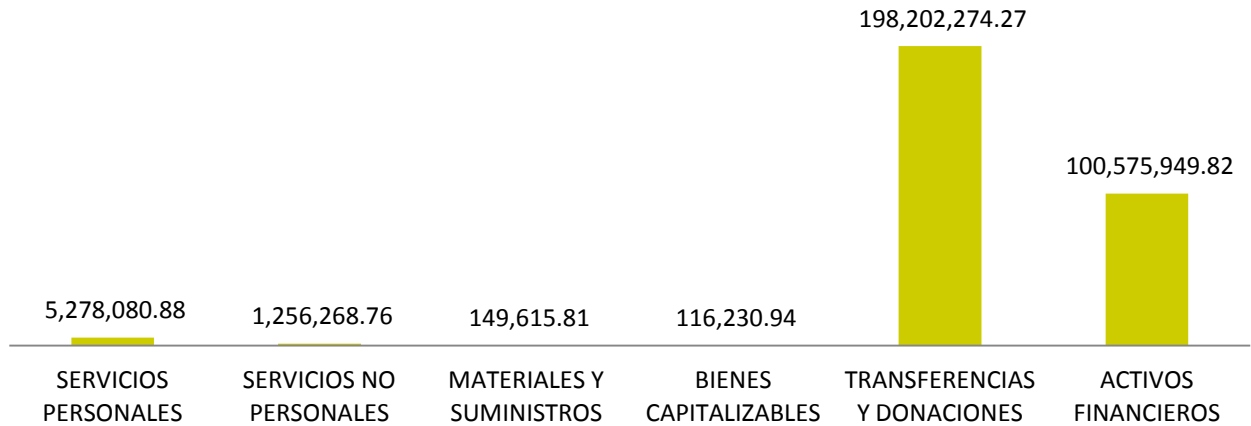 198,202,274.27
100,575,949.82
5,278,080.88
1,256,268.76
149,615.81
116,230.94
SERVICIOS
PERSONALES
SERVICIOS NO
PERSONALES
MATERIALES Y
SUMINISTROS
BIENES
CAPITALIZABLES
TRANSFERENCIAS
Y DONACIONES
ACTIVOS
FINANCIEROS